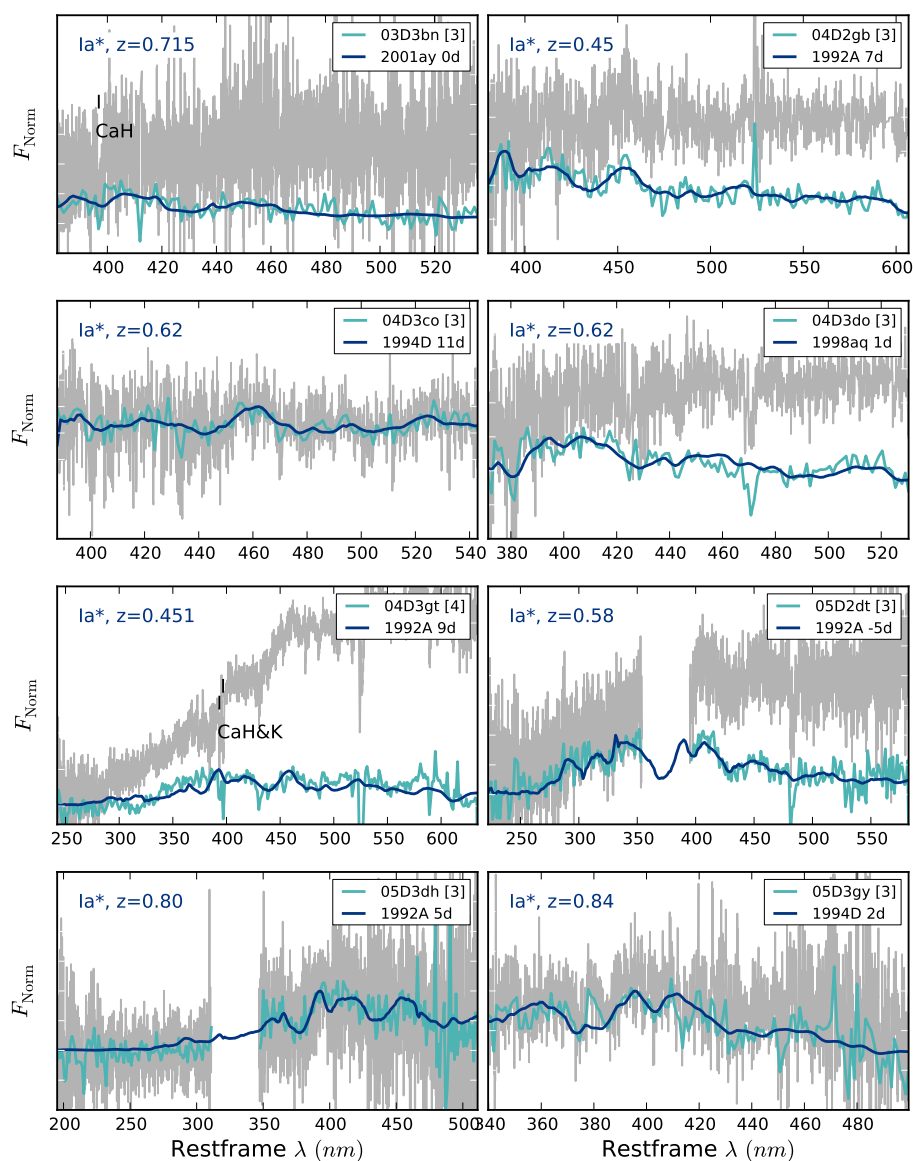 Ia*, z=0.715
03D3bn [3]
2001ay 0d
CaH
F_Norm
400 420 440 460 480 500 520
Ia*, z=0.45
04D2gb [3]
1992A 7d
400 450 500 550 600
Ia*, z=0.62
04D3co [3]
1994D 11d
F_Norm
400 420 440 460 480 500 520 540
Ia*, z=0.62
04D3do [3]
1998aq 1d
380 400 420 440 460 480 500 520
Ia*, z=0.451
04D3gt [4]
1992A 9d
CaH&K
F_Norm
250 300 350 400 450 500 550 600
Ia*, z=0.58
05D2dt [3]
1992A -5d
250 300 350 400 450 500 550
Ia*, z=0.80
05D3dh [3]
1992A 5d
F_Norm
200 250 300 350 400 450 500
Restframe λ (nm)
Ia*, z=0.84
05D3gy [3]
1994D 2d
340 360 380 400 420 440 460 480
Restframe λ (nm)